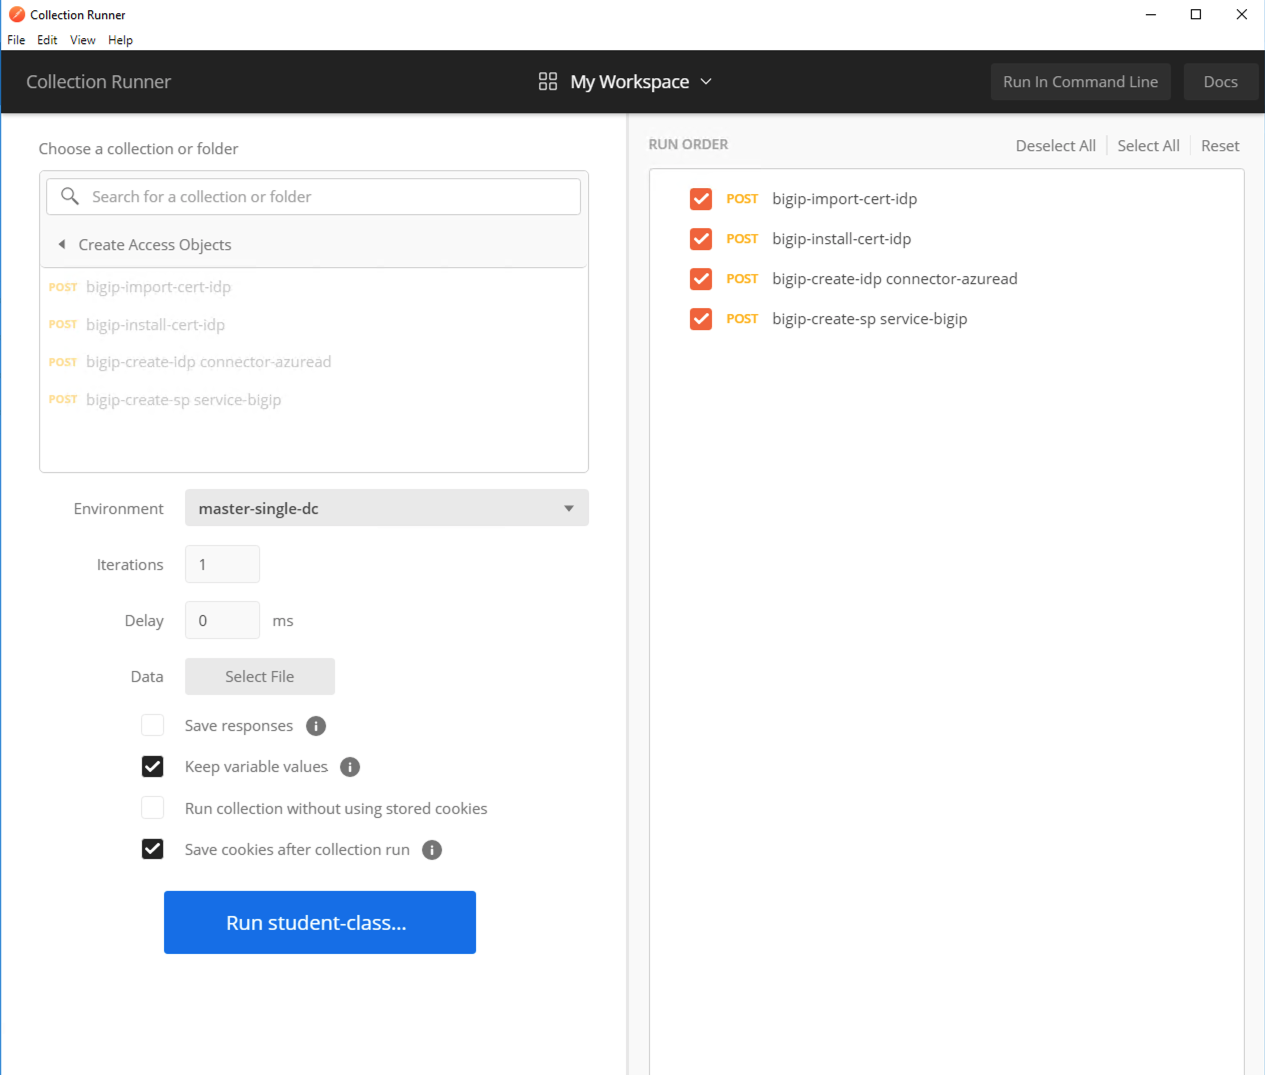 Collection Runner
File Edit View Help
Collection Runner
My Workspace
Run In Command Line
Docs
Choose a collection or folder
Search for a collection or folder
Create Access Objects
POST bigip-import-cert-idp
POST bigip-install-cert-idp
POST bigip-create-idp connector-azuread
POST bigip-create-sp service-bigip
Environment master-single-dc
Iterations 1
Delay 0 ms
Data Select File
Save responses
Keep variable values
Run collection without using stored cookies
Save cookies after collection run
Run student-class...
RUN ORDER
Deselect All Select All Reset
POST bigip-import-cert-idp
POST bigip-install-cert-idp
POST bigip-create-idp connector-azuread
POST bigip-create-sp service-bigip